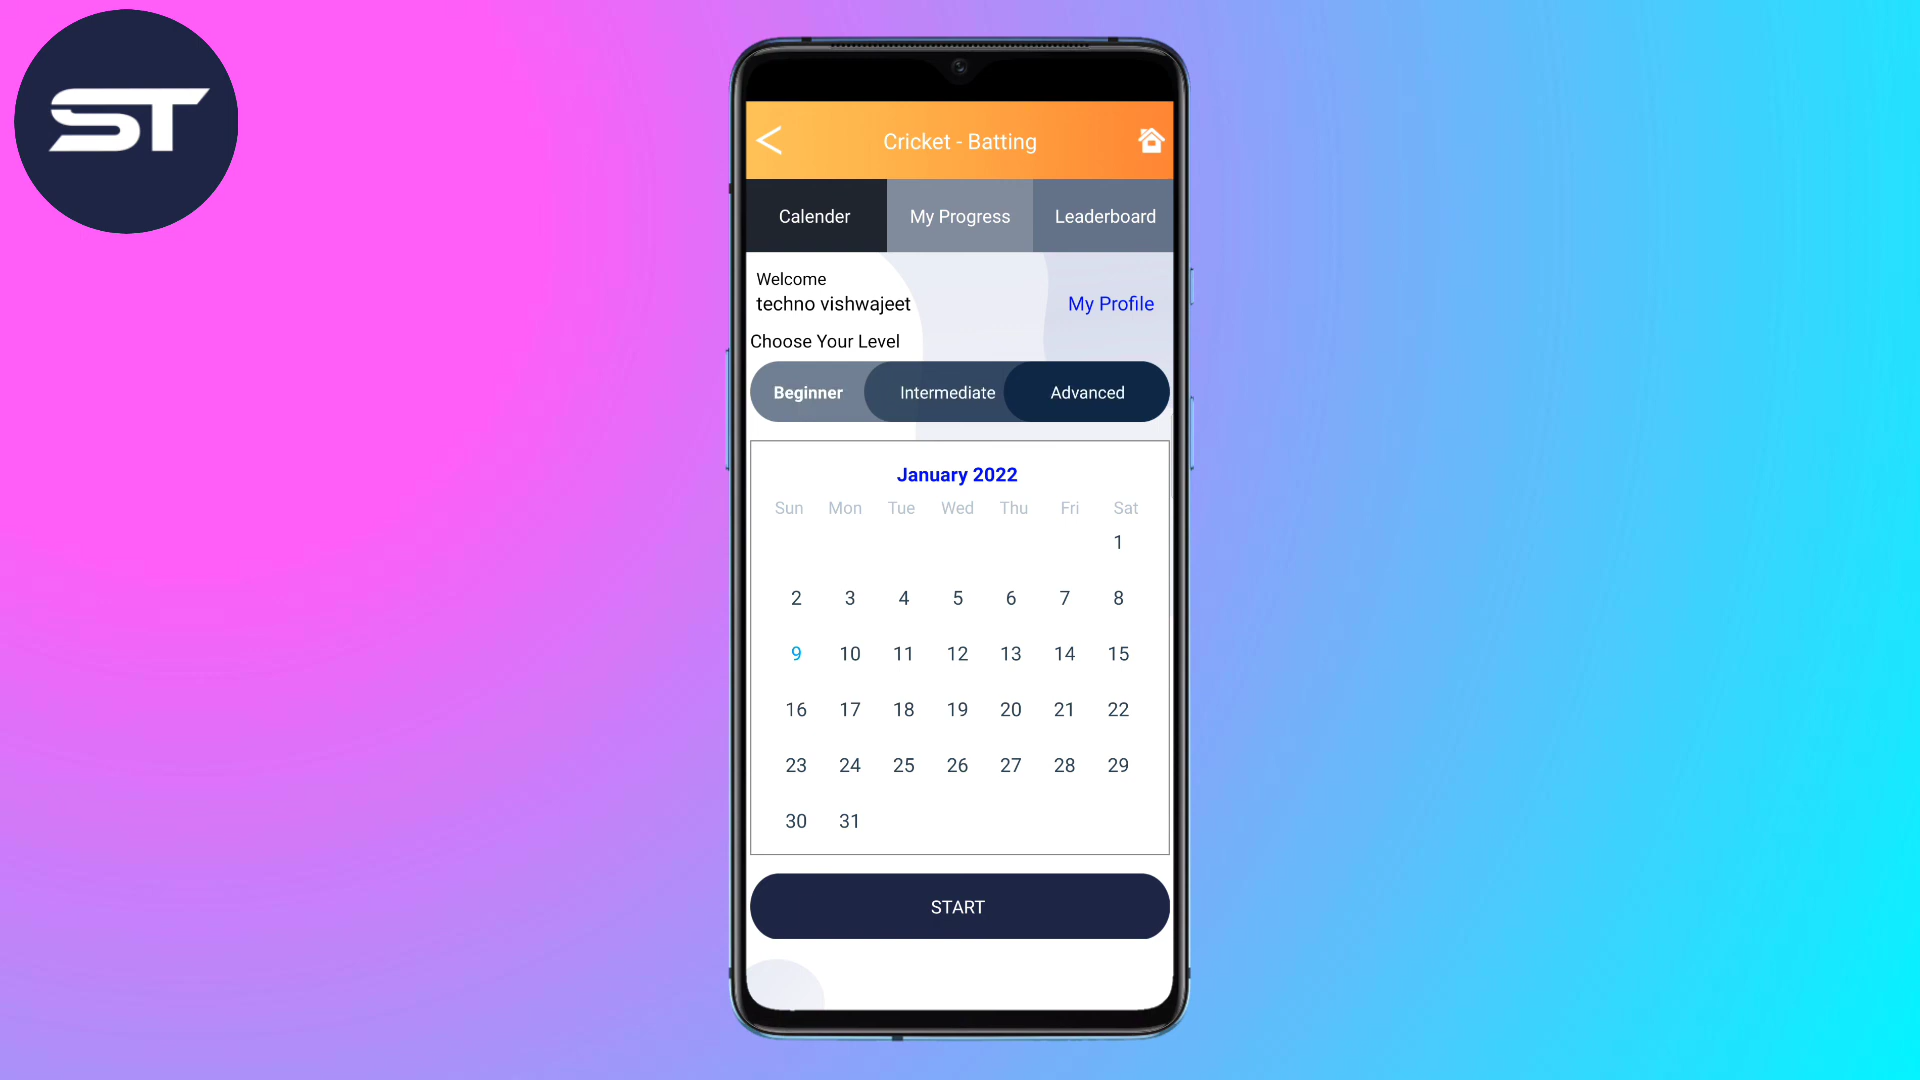 ST
Cricket - Batting
Calender My Progress Leaderboard
Welcome
techno vishwajeet My Profile
Choose Your Level
Beginner Intermediate Advanced
January 2022
Sun Mon Tue Wed Thu Fri Sat
1
2 3 4 5 6 7 8
9 10 11 12 13 14 15
16 17 18 19 20 21 22
23 24 25 26 27 28 29
30 31
START